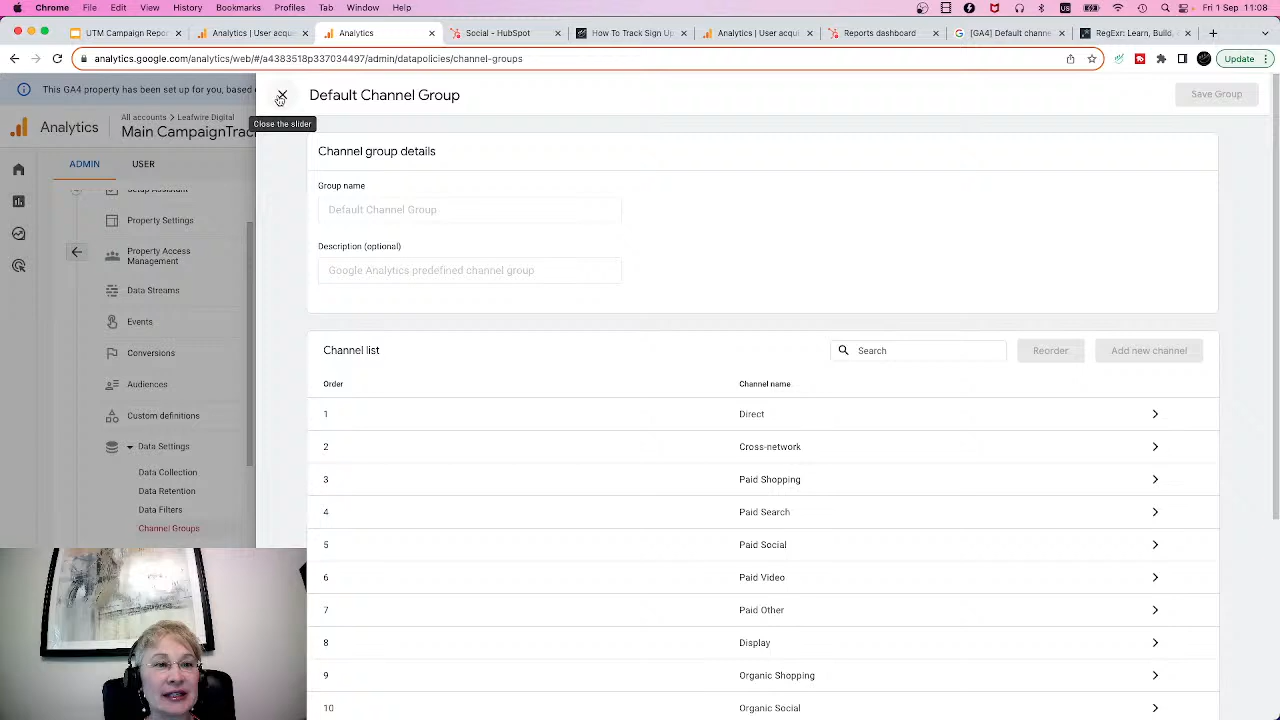 Chrome File Edit View History Bookmarks Profiles Tab Window Help
US
Fri 1 Sep 11:08
UTM Campaign Repor
Analytics | User acqua
Analytics
Social - HubSpot
How To Track Sign Up
Analytics | User acqui
Reports dashboard
[GA4] Default channe
RegExr: Learn, Build,
analytics.google.com/analytics/web/#/a4383518p337034497/admin/datapolicies/channel-groups
Update
This GA4 property has been set up for you, based
Analytics
All accounts > Leafwire Digital
Main CampaignTrac
Close the slider
ADMIN
USER
Setup Assistant
Property Settings
Property Access
Management
Data Streams
Events
Conversions
Audiences
Custom definitions
Data Settings
Data Collection
Data Retention
Data Filters
Channel Groups
Default Channel Group
Save Group
Channel group details
Group name
Default Channel Group
Description (optional)
Google Analytics predefined channel group
Channel list
Search
Reorder
Add new channel
Order Channel name
1 Direct
2 Cross-network
3 Paid Shopping
4 Paid Search
5 Paid Social
6 Paid Video
7 Paid Other
8 Display
9 Organic Shopping
10 Organic Social